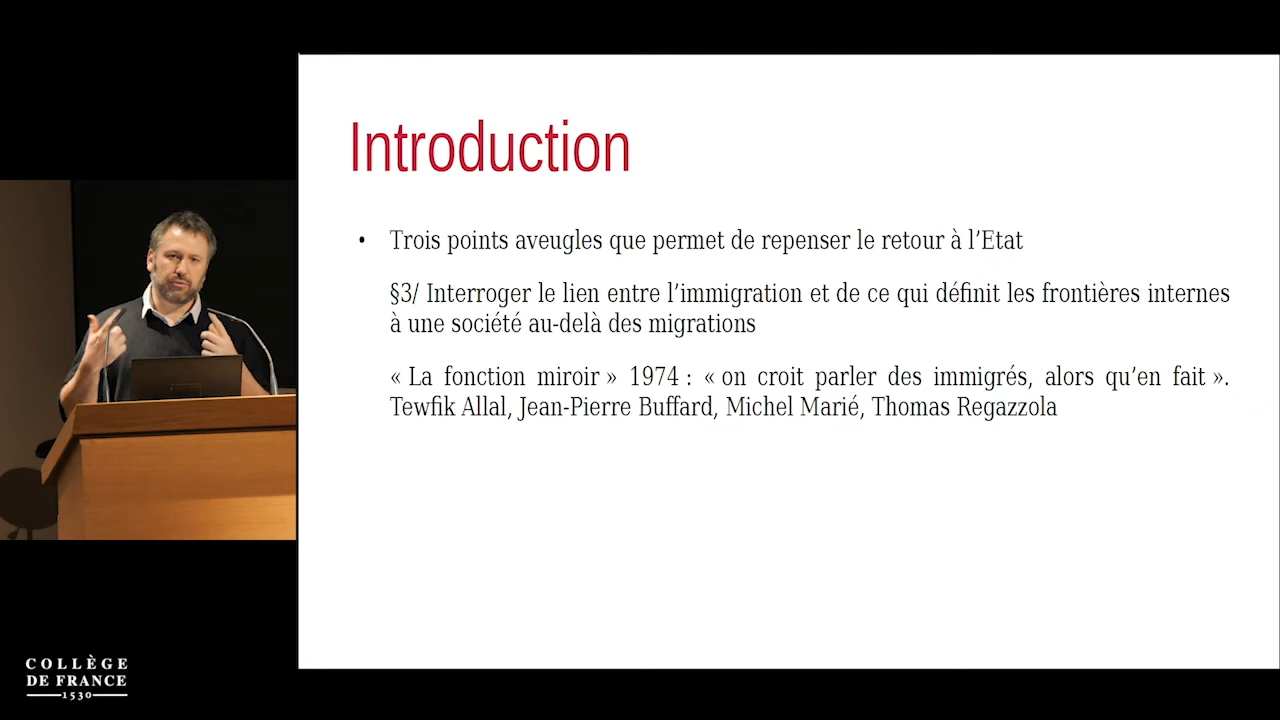 Introduction
• Trois points aveugles que permet de repenser le retour à l’Etat
§3/ Interroger le lien entre l’immigration et de ce qui définit les frontières internes
à une société au-delà des migrations
« La fonction miroir » 1974 : « on croit parler des immigrés, alors qu’en fait ».
Tewfik Allal, Jean-Pierre Buffard, Michel Marié, Thomas Regazzola
COLLÈGE
DE FRANCE
1530